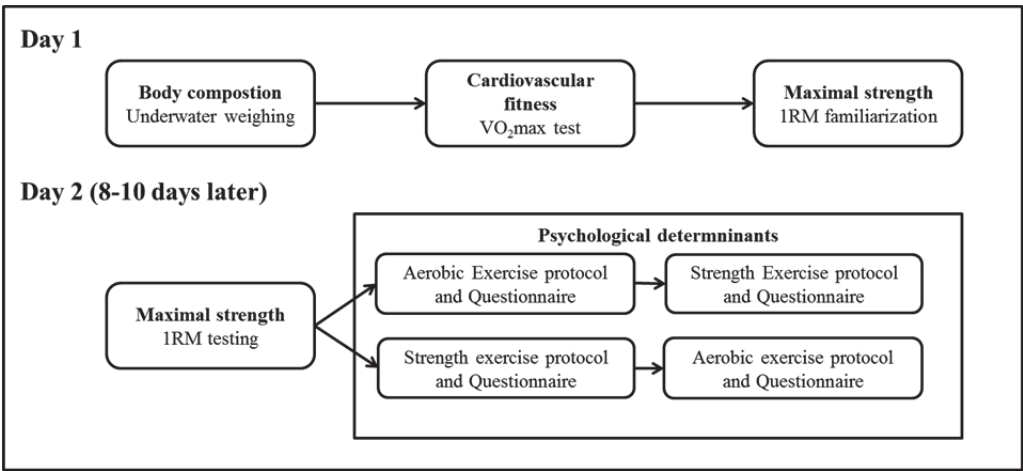 Day 1
Body compostion
Underwater weighing
Cardiovascular
fitness
VO₂max test
Maximal strength
1RM familiarization
Day 2 (8-10 days later)
Psychological determninants
Maximal strength
1RM testing
Aerobic Exercise protocol
and Questionnaire
Strength Exercise protocol
and Questionnaire
Strength exercise protocol
and Questionnaire
Aerobic exercise protocol
and Questionnaire